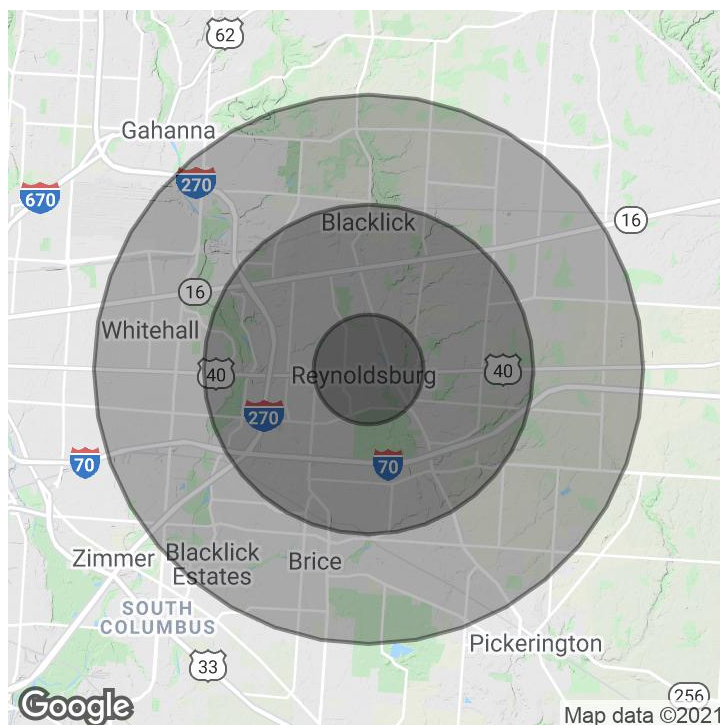 62
Gahanna
270
670
Blacklick
16
16
Whitehall
40
Reynoldsburg
40
270
70
70
Zimmer
Blacklick
Estates
Brice
SOUTH
COLUMBUS
Pickerington
33
256
Google
Map data ©2021